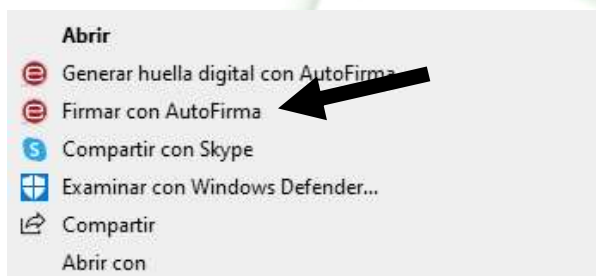 Abrir
Generar huella digital con AutoFirma
Firmar con AutoFirma
Compartir con Skype
Examinar con Windows Defender...
Compartir
Abrir con